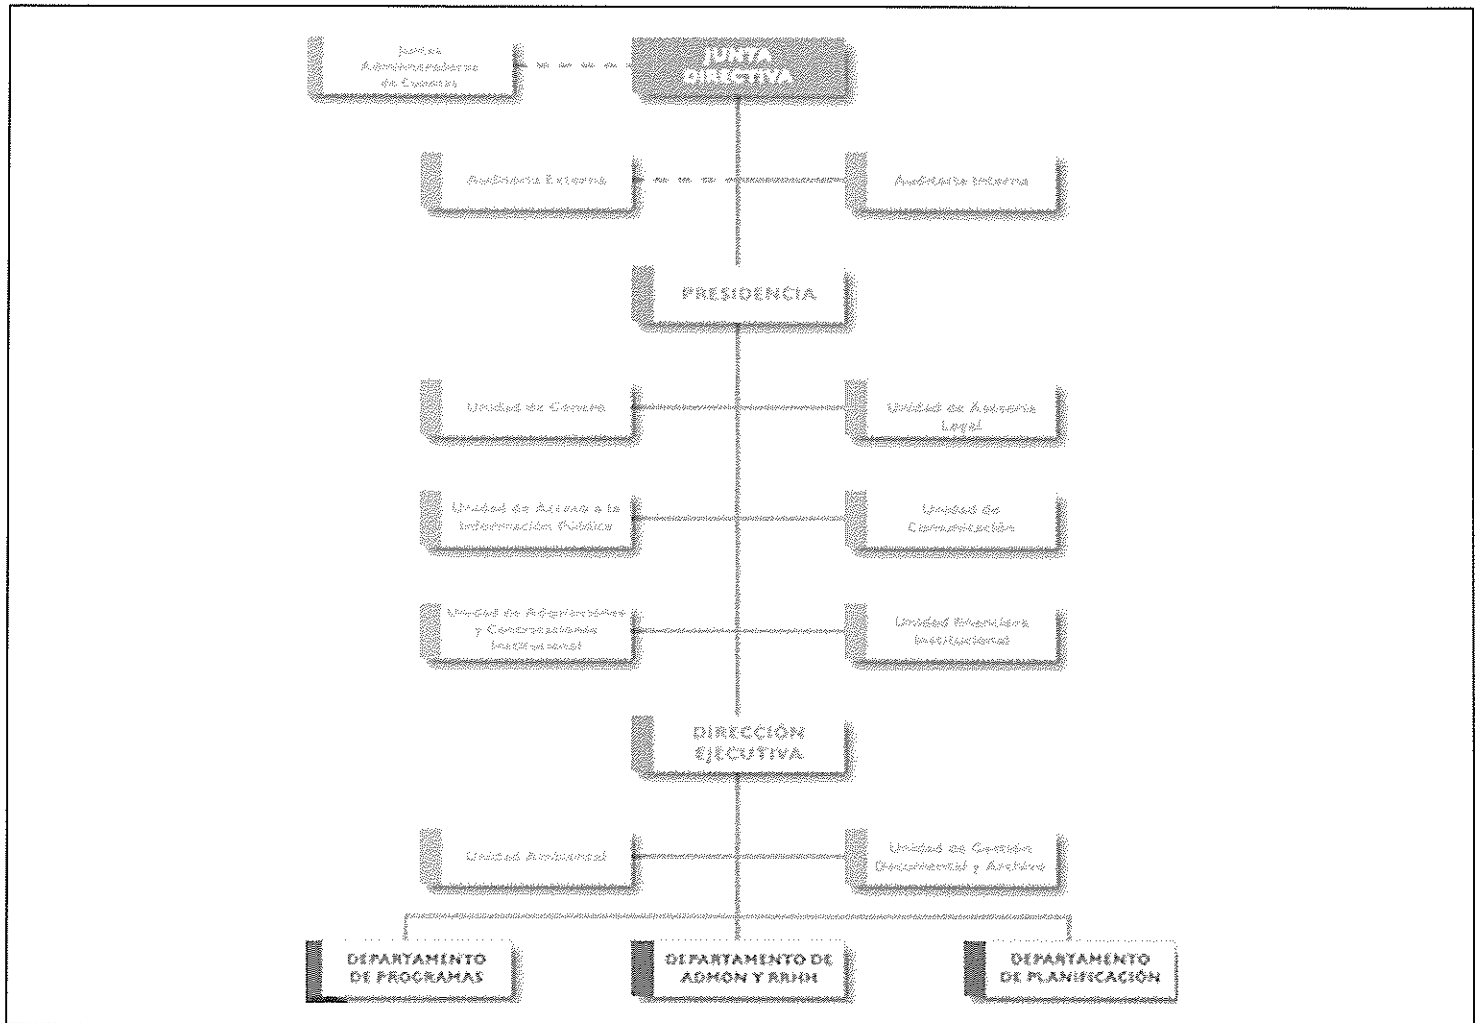 Juntas
Administradoras
de Cuentas
JUNTA
DIRECTIVA
Auditoría Externa
Auditoría Interna
PRESIDENCIA
Unidad de Género
Unidad de Asesoría
Legal
Unidad de Acceso a la
Información Pública
Unidad de
Comunicación
Unidad de Adquisiciones
y Contrataciones
Institucional
Unidad Financiera
Institucional
DIRECCIÓN
EJECUTIVA
Unidad Ambiental
Unidad de Gestión
Documental y Archivo
DEPARTAMENTO
DE PROGRAMAS
DEPARTAMENTO DE
ADMON Y RRHH
DEPARTAMENTO
DE PLANIFICACIÓN